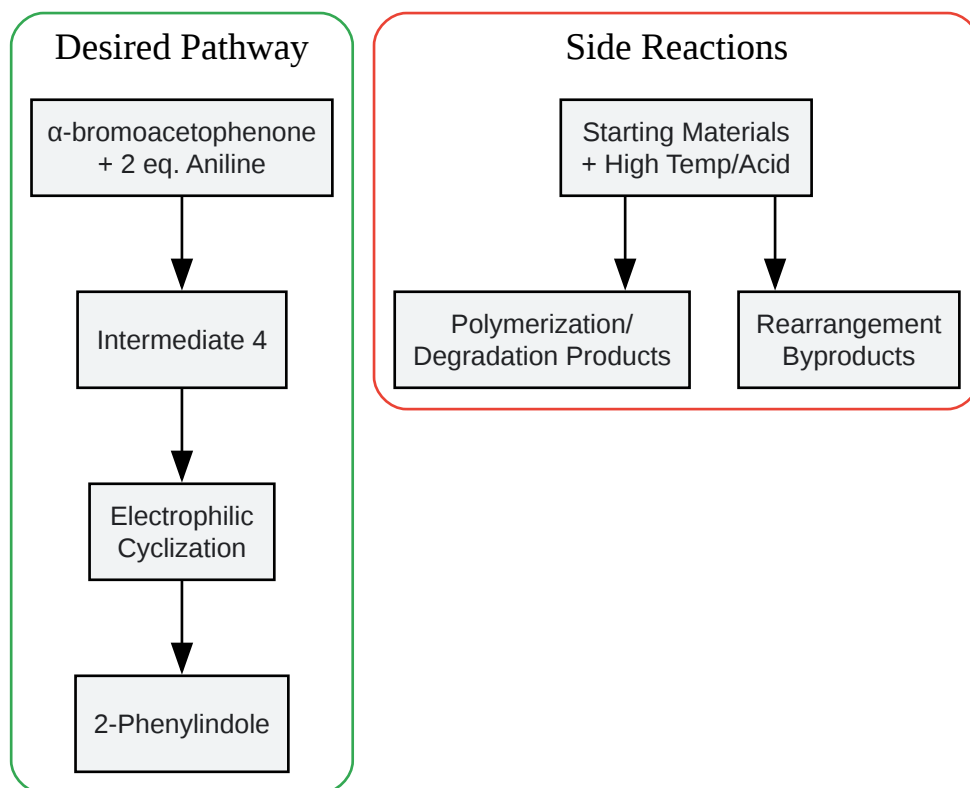 Desired Pathway
α-bromoacetophenone
+ 2 eq. Aniline
Intermediate 4
Electrophilic
Cyclization
2-Phenylindole
Side Reactions
Starting Materials
+ High Temp/Acid
Polymerization/
Degradation Products
Rearrangement
Byproducts